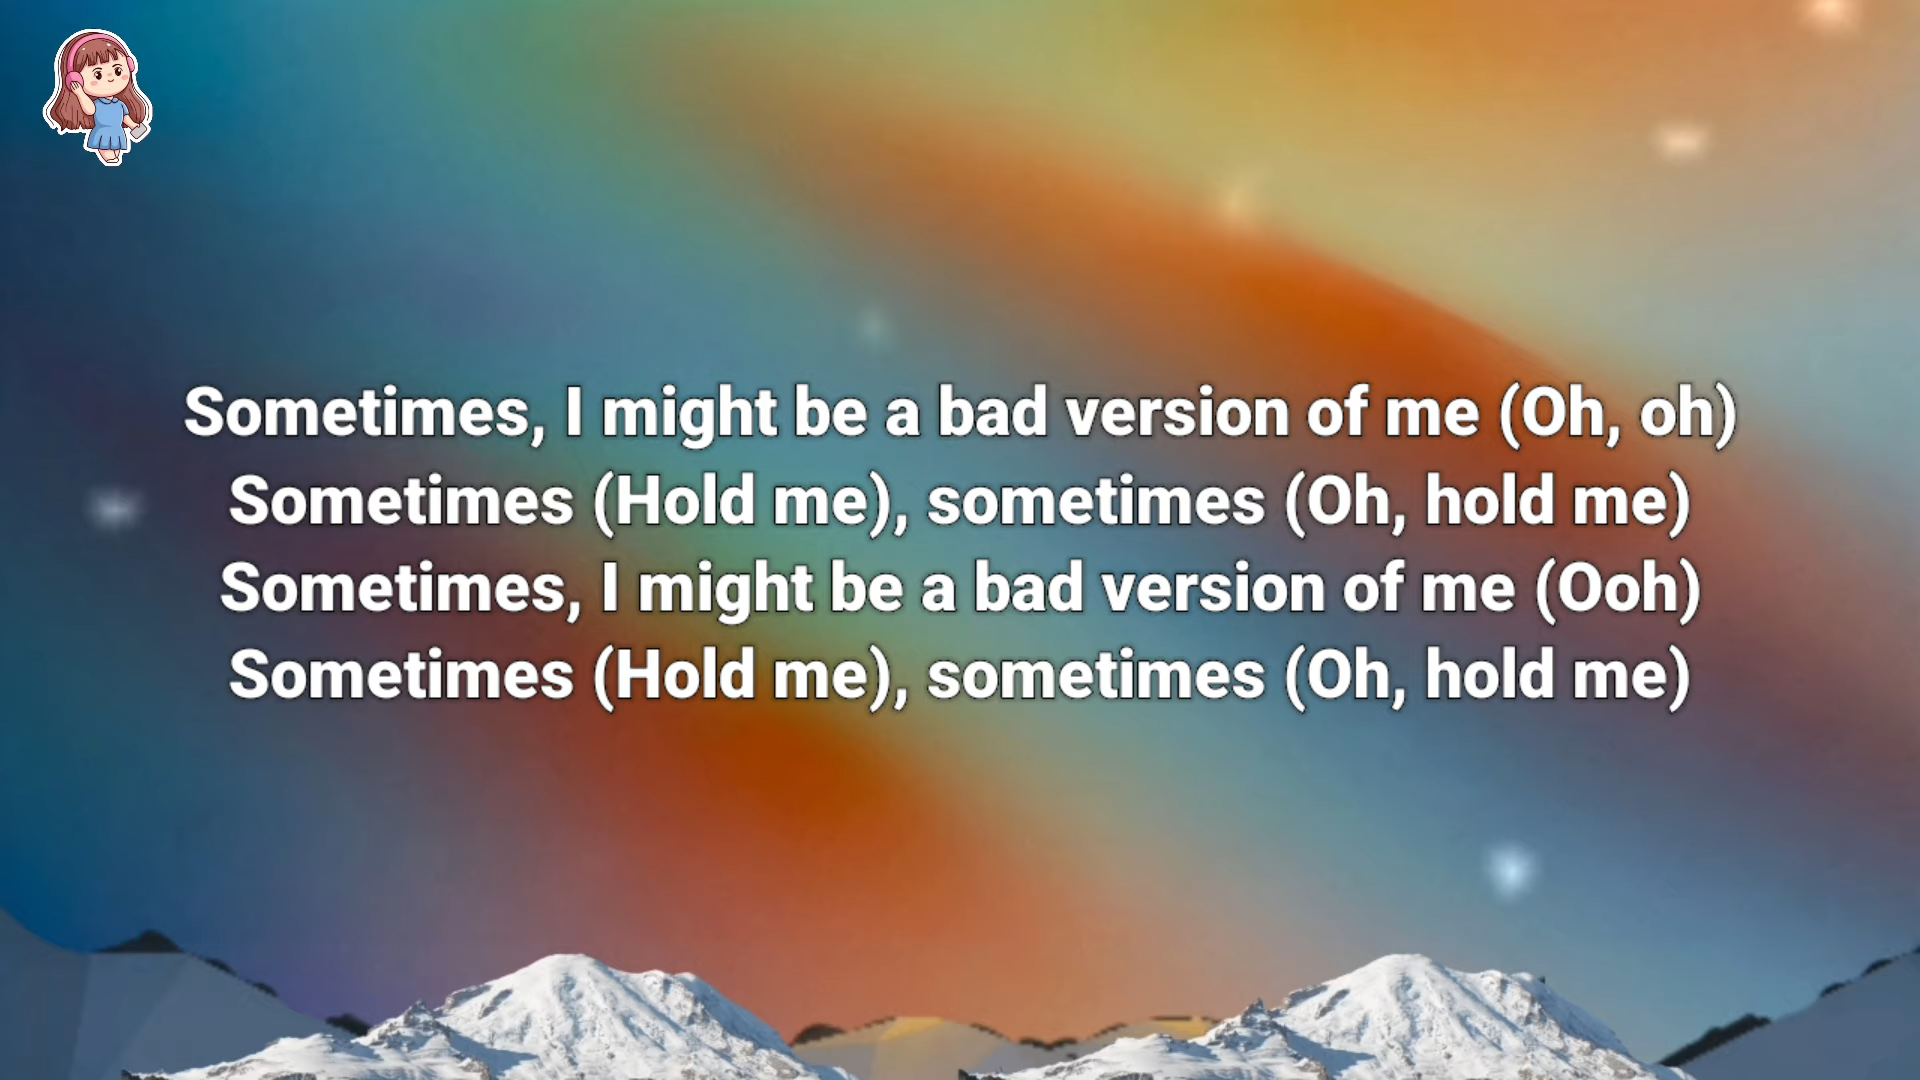 Sometimes, I might be a bad version of me (Oh, oh)
Sometimes (Hold me), sometimes (Oh, hold me)
Sometimes, I might be a bad version of me (Ooh)
Sometimes (Hold me), sometimes (Oh, hold me)